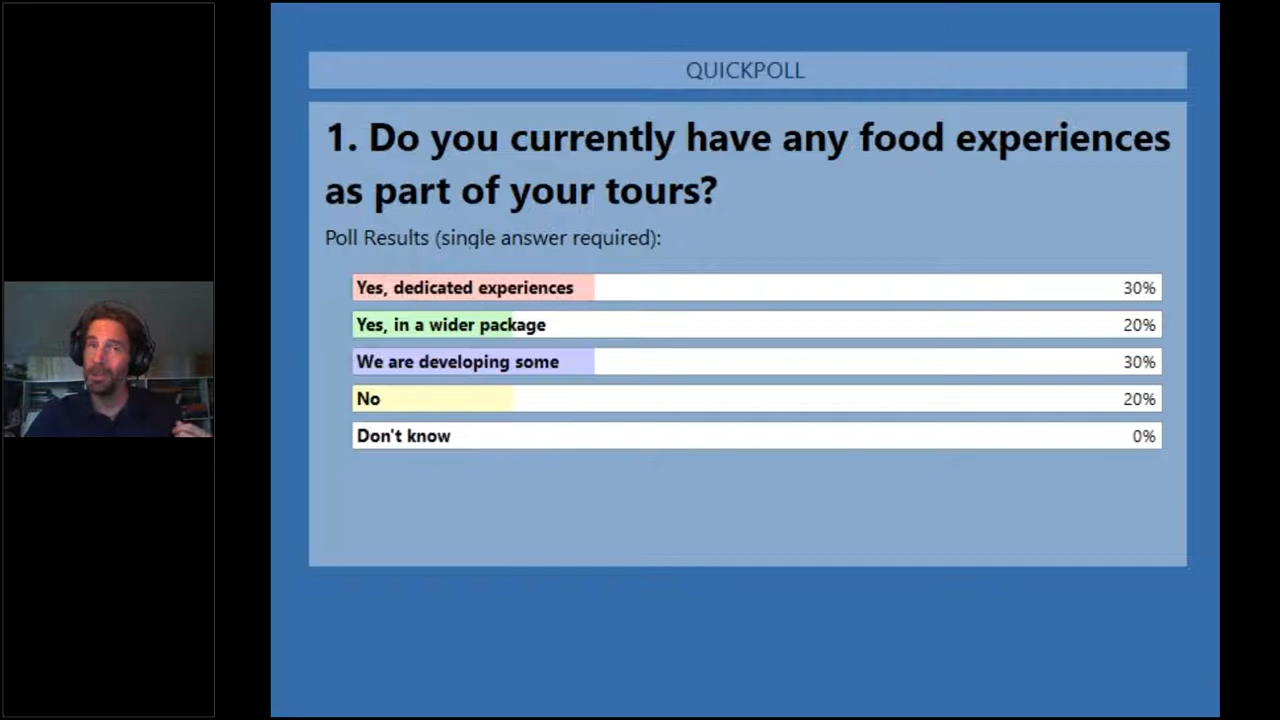 QUICKPOLL
1. Do you currently have any food experiences
as part of your tours?
Poll Results (single answer required):
Yes, dedicated experiences 30%
Yes, in a wider package 20%
We are developing some 30%
No 20%
Don't know 0%